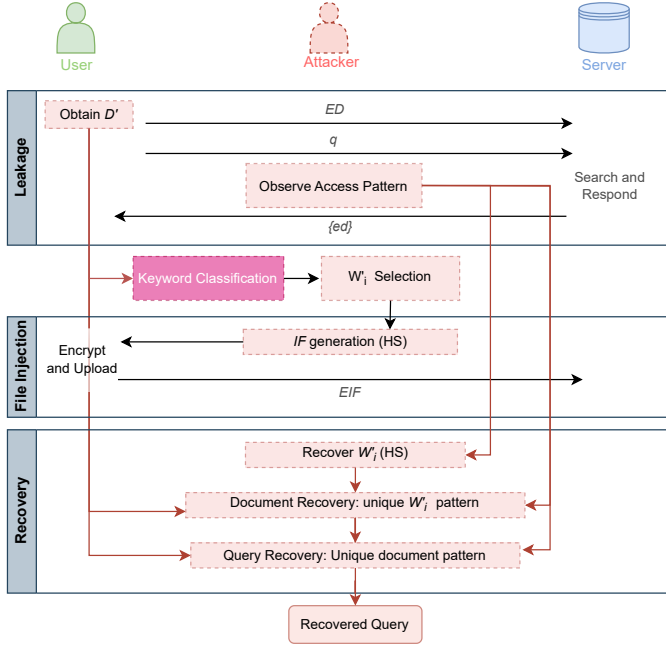 User
Attacker
Server
Leakage
Obtain D'
ED
q
Observe Access Pattern
Search and
Respond
{ed}
Keyword Classification
W'i Selection
File Injection
IF generation (HS)
Encrypt
and Upload
EIF
Recovery
Recover W'i (HS)
Document Recovery: unique W'i pattern
Query Recovery: Unique document pattern
Recovered Query